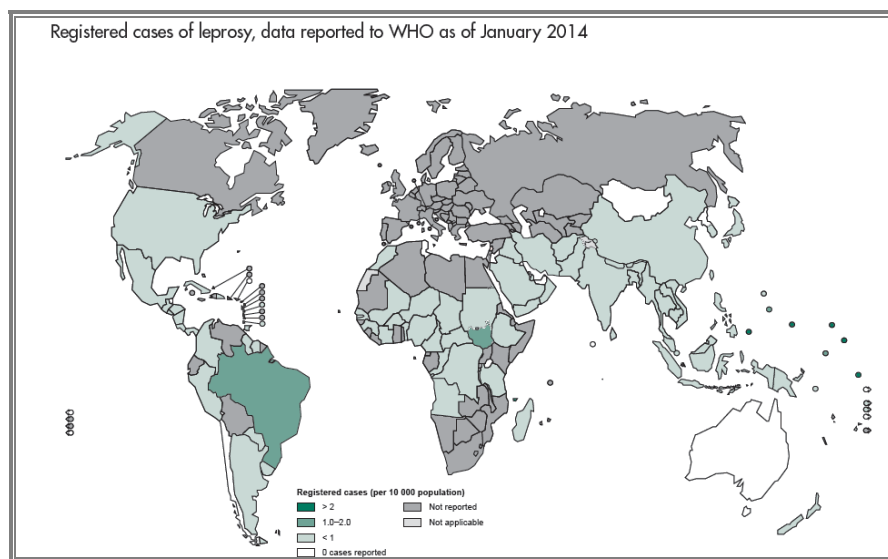 Registered cases of leprosy, data reported to WHO as of January 2014
Registered cases (per 10 000 population)
> 2
1.0–2.0
< 1
0 cases reported
Not reported
Not applicable